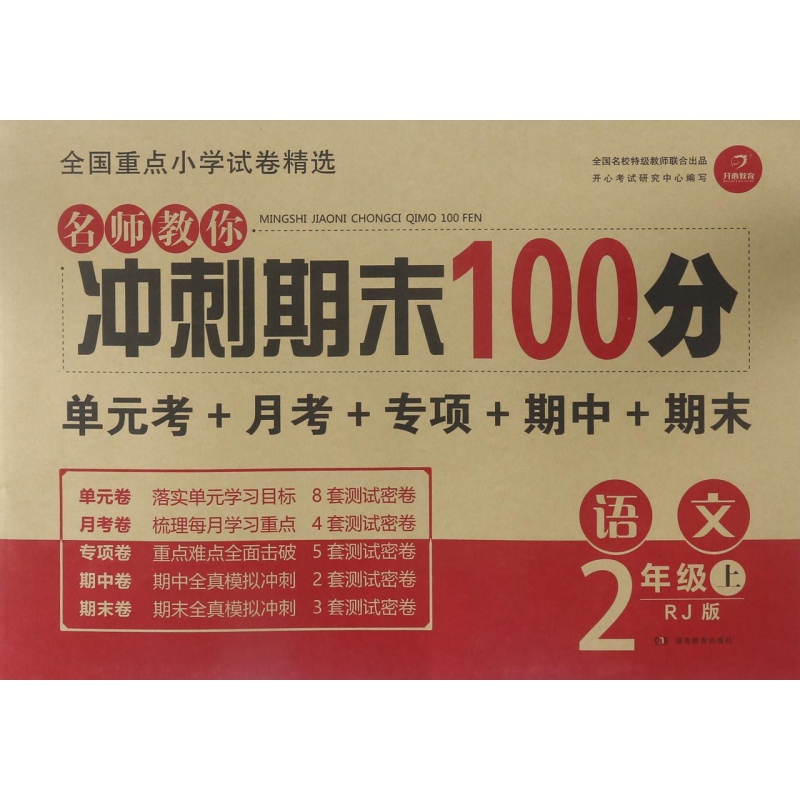 全国重点小学试卷精选
全国名校特级教师联合出品
开心考试研究中心编写
开心教育
名师教你
MINGSHI JIAONI CHONGCI QIMO 100 FEN
冲刺期末100分
单元考 + 月考 + 专项 + 期中 + 期末
单元卷 落实单元学习目标 8 套测试密卷
月考卷 梳理每月学习重点 4 套测试密卷
专项卷 重点难点全面击破 5 套测试密卷
期中卷 期中全真模拟冲刺 2 套测试密卷
期末卷 期末全真模拟冲刺 3 套测试密卷
语文
2年级上
RJ版